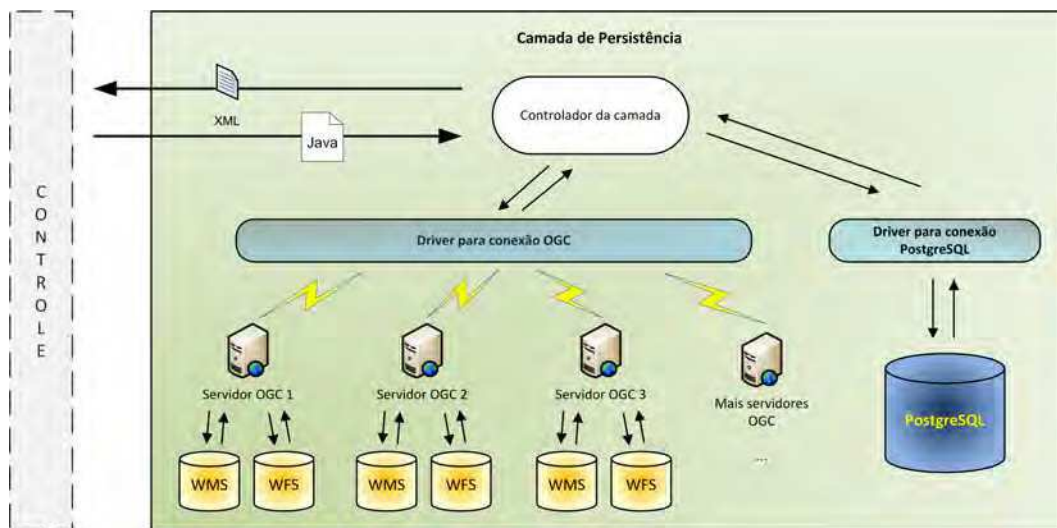 CONTROLE
Camada de Persistência
XML
Java
Controlador da camada
Driver para conexão OGC
Driver para conexão
PostgreSQL
Servidor OGC 1
Servidor OGC 2
Servidor OGC 3
Mais servidores
OGC
...
PostgreSQL
WMS
WFS
WMS
WFS
WMS
WFS